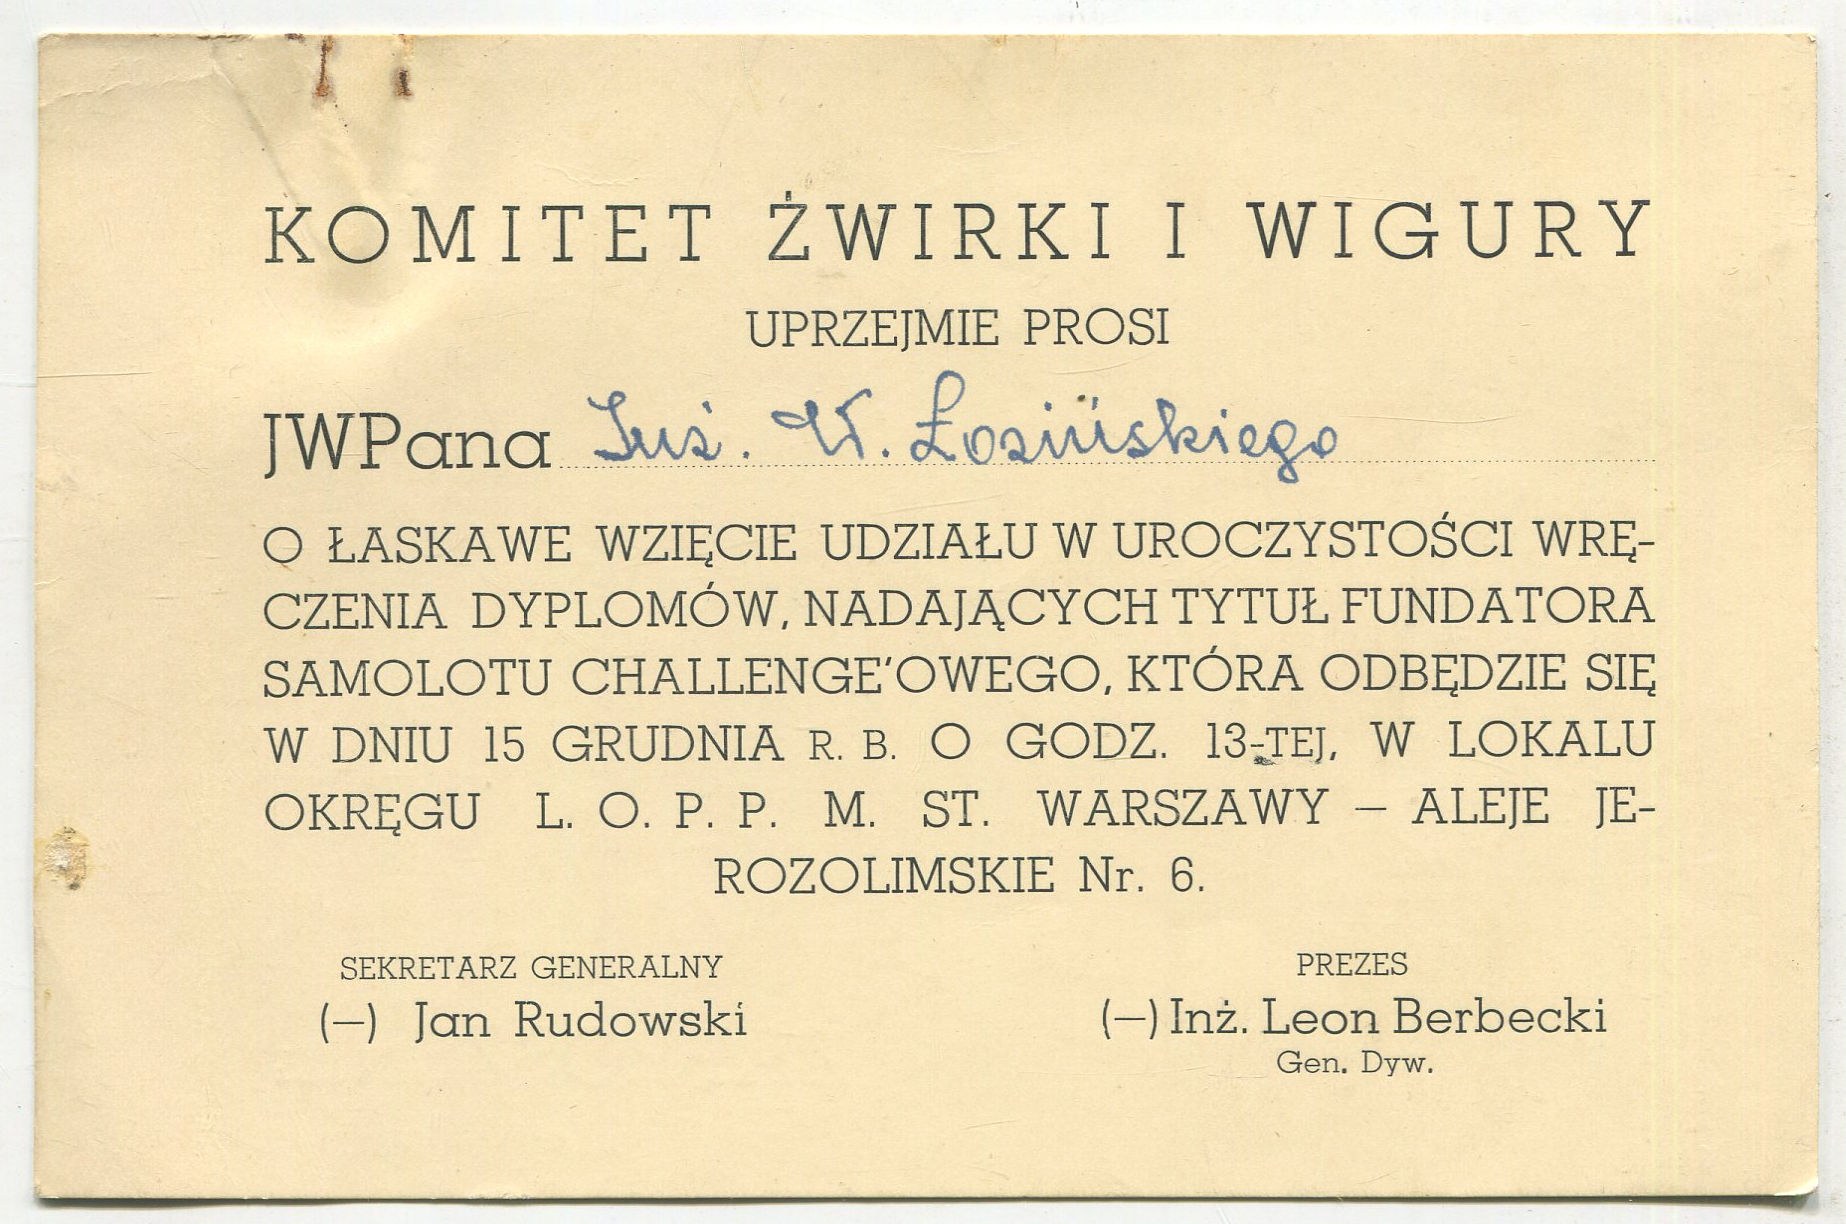 KOMITET ŻWIRKI I WIGURY
UPRZEJMIE PROSI
JWPana Inż. W. Łosińskiego
O ŁASKAWE WZIĘCIE UDZIAŁU W UROCZYSTOŚCI WRĘ-
CZENIA DYPLOMÓW, NADAJĄCYCH TYTUŁ FUNDATORA
SAMOLOTU CHALLENGE'OWEGO, KTÓRA ODBĘDZIE SIĘ
W DNIU 15 GRUDNIA R. B. O GODZ. 13-TEJ, W LOKALU
OKRĘGU L. O. P. P. M. ST. WARSZAWY — ALEJE JE-
ROZOLIMSKIE Nr. 6.
SEKRETARZ GENERALNY
(—) Jan Rudowski
PREZES
(—) Inż. Leon Berbecki
Gen. Dyw.